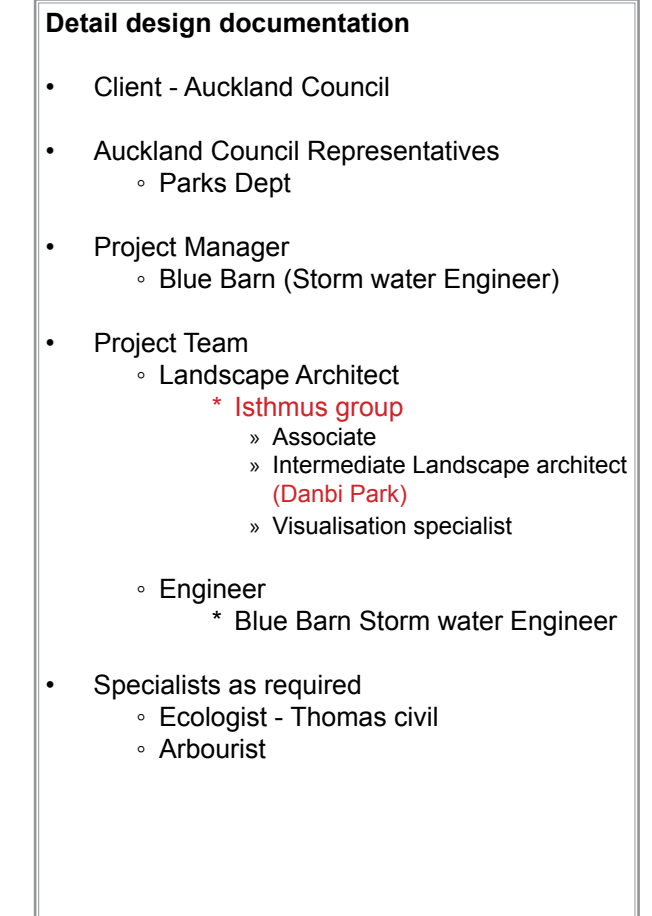 Detail design documentation
• Client - Auckland Council
• Auckland Council Representatives
◦ Parks Dept
• Project Manager
◦ Blue Barn (Storm water Engineer)
• Project Team
◦ Landscape Architect
* Isthmus group
» Associate
» Intermediate Landscape architect
(Danbi Park)
» Visualisation specialist
◦ Engineer
* Blue Barn Storm water Engineer
• Specialists as required
◦ Ecologist - Thomas civil
◦ Arbourist